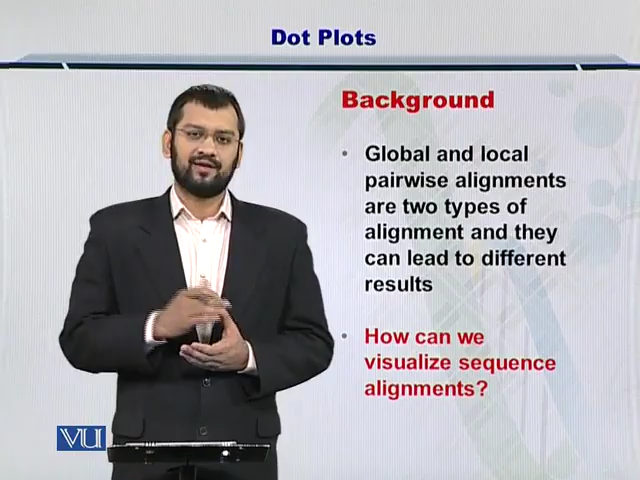 Dot Plots
Background
• Global and local
pairwise alignments
are two types of
alignment and they
can lead to different
results
• How can we
visualize sequence
alignments?
VU